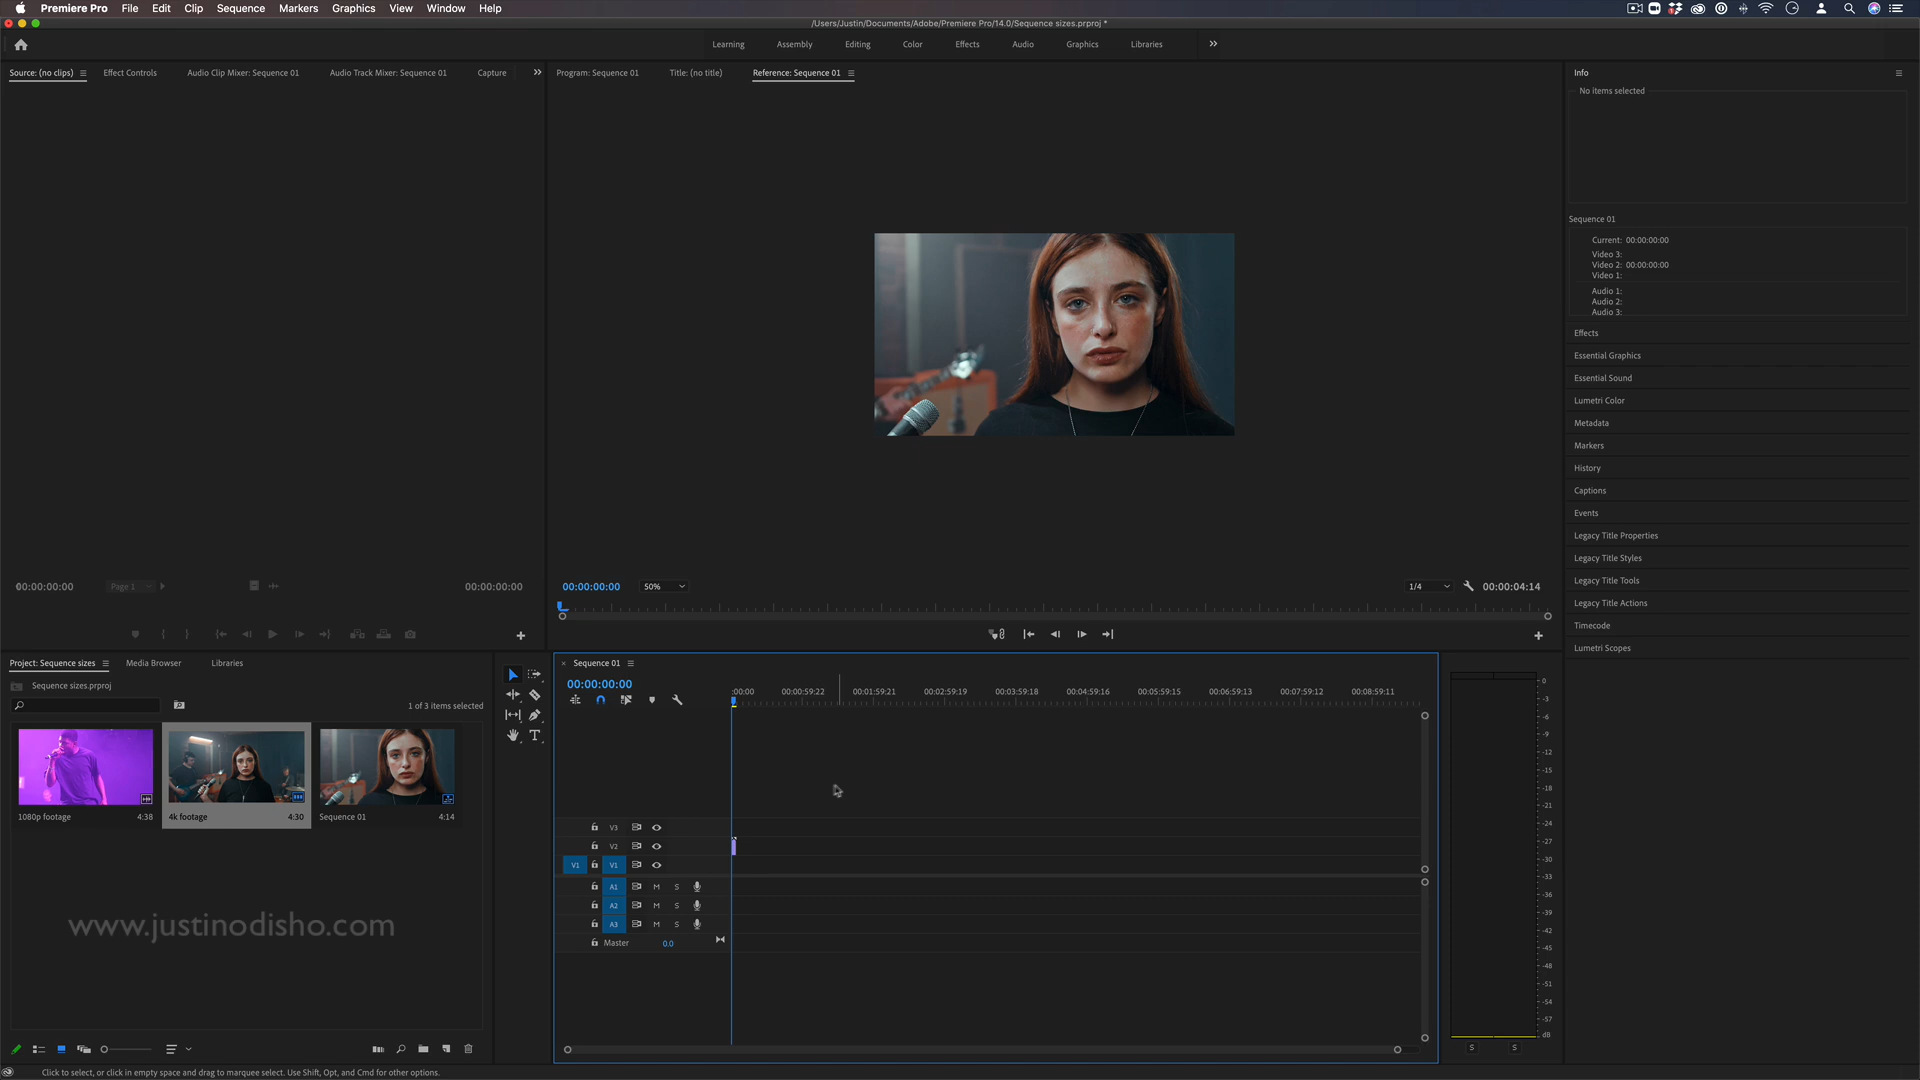 Premiere Pro File Edit Clip Sequence Markers Graphics View Window Help
/Users/Justin/Documents/Adobe/Premiere Pro/14.0/Sequence sizes.prproj *
Learning Assembly Editing Color Effects Audio Graphics Libraries
Source: (no clips) Effect Controls Audio Clip Mixer: Sequence 01 Audio Track Mixer: Sequence 01 Capture
Program: Sequence 01 Title: (no title) Reference: Sequence 01
Info
No items selected
Sequence 01
Current: 00:00:00:00
Video 3:
Video 2: 00:00:00:00
Video 1:
Audio 1:
Audio 2:
Audio 3:
Effects
Essential Graphics
Essential Sound
Lumetri Color
Metadata
Markers
History
Captions
Events
Legacy Title Properties
Legacy Title Styles
Legacy Title Tools
Legacy Title Actions
Timecode
Lumetri Scopes
00:00:00:00 Page 1 00:00:00:00
00:00:00:00 50% 1/4 00:00:04:14
Project: Sequence sizes Media Browser Libraries
Sequence sizes.prproj
1 of 3 items selected
1080p footage 4:38
4k footage 4:30
Sequence 01 4:14
www.justinodisho.com
Sequence 01
00:00:00:00
:00:00 00:00:59:22 00:01:59:21 00:02:59:19 00:03:59:18 00:04:59:16 00:05:59:15 00:06:59:13 00:07:59:12 00:08:59:11
V3
V2
V1 V1
A1 M S
A2 M S
A3 M S
Master 0.0
0
-3
-6
-9
-12
-15
-18
-21
-24
-27
-30
-33
-36
-39
-42
-45
-48
-51
-54
-57
dB
S S
Click to select, or click in empty space and drag to marquee select. Use Shift, Opt, and Cmd for other options.